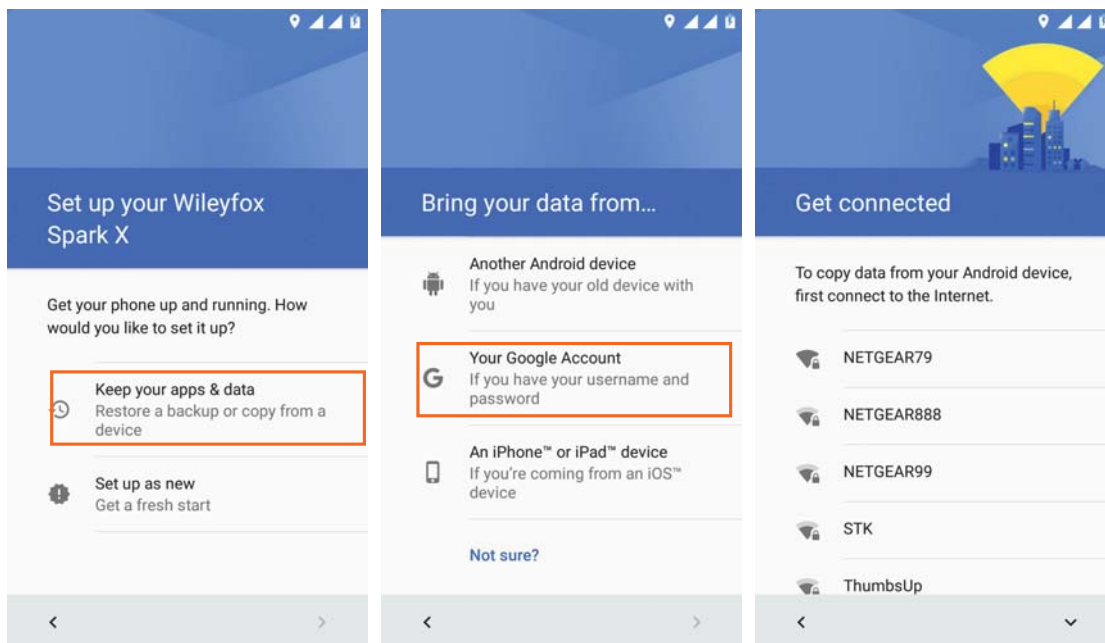 Set up your Wileyfox
Spark X
Get your phone up and running. How
would you like to set it up?
Keep your apps & data
Restore a backup or copy from a
device
Set up as new
Get a fresh start
Bring your data from...
Another Android device
If you have your old device with
you
Your Google Account
If you have your username and
password
An iPhone™ or iPad™ device
If you're coming from an iOS™
device
Not sure?
Get connected
To copy data from your Android device,
first connect to the Internet.
NETGEAR79
NETGEAR888
NETGEAR99
STK
ThumbsUp